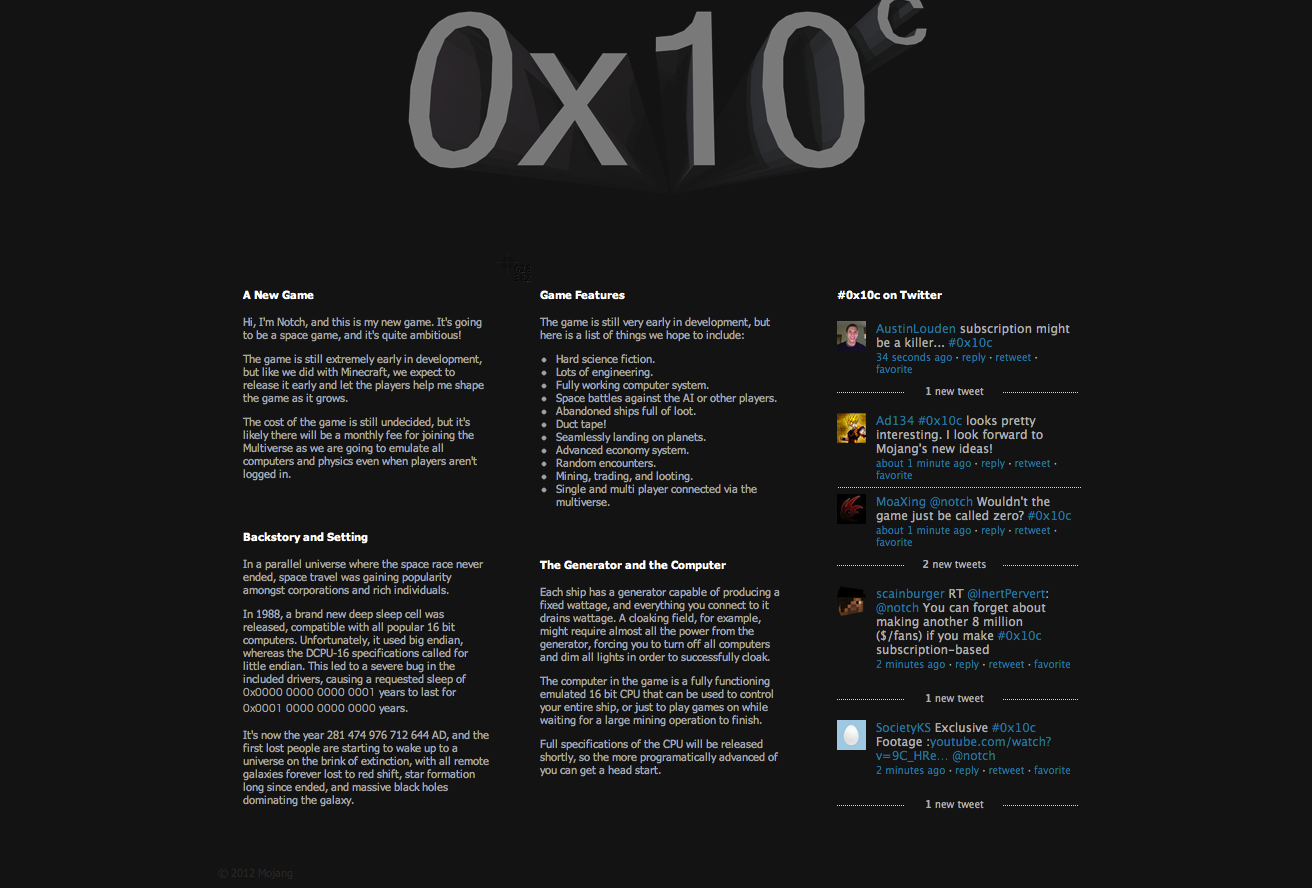 0x10c
A New Game
Hi, I'm Notch, and this is my new game. It's going
to be a space game, and it's quite ambitious!
The game is still extremely early in development,
but like we did with Minecraft, we expect to
release it early and let the players help me shape
the game as it grows.
The cost of the game is still undecided, but it's
likely there will be a monthly fee for joining the
Multiverse as we are going to emulate all
computers and physics even when players aren't
logged in.
Backstory and Setting
In a parallel universe where the space race never
ended, space travel was gaining popularity
amongst corporations and rich individuals.
In 1988, a brand new deep sleep cell was
released, compatible with all popular 16 bit
computers. Unfortunately, it used big endian,
whereas the DCPU-16 specifications called for
little endian. This led to a severe bug in the
included drivers, causing a requested sleep of
0x0000 0000 0000 0001 years to last for
0x0001 0000 0000 0000 years.
It's now the year 281 474 976 712 644 AD, and the
first lost people are starting to wake up to a
universe on the brink of extinction, with all remote
galaxies forever lost to red shift, star formation
long since ended, and massive black holes
dominating the galaxy.
Game Features
The game is still very early in development, but
here is a list of things we hope to include:
• Hard science fiction.
• Lots of engineering.
• Fully working computer system.
• Space battles against the AI or other players.
• Abandoned ships full of loot.
• Duct tape!
• Seamlessly landing on planets.
• Advanced economy system.
• Random encounters.
• Mining, trading, and looting.
• Single and multi player connected via the
multiverse.
The Generator and the Computer
Each ship has a generator capable of producing a
fixed wattage, and everything you connect to it
drains wattage. A cloaking field, for example,
might require almost all the power from the
generator, forcing you to turn off all computers
and dim all lights in order to successfully cloak.
The computer in the game is a fully functioning
emulated 16 bit CPU that can be used to control
your entire ship, or just to play games on while
waiting for a large mining operation to finish.
Full specifications of the CPU will be released
shortly, so the more programatically advanced of
you can get a head start.
#0x10c on Twitter
AustinLouden subscription might
be a killer... #0x10c
34 seconds ago · reply · retweet ·
favorite
1 new tweet
Ad134 #0x10c looks pretty
interesting. I look forward to
Mojang's new ideas!
about 1 minute ago · reply · retweet ·
favorite
MoaXing @notch Wouldn't the
game just be called zero? #0x10c
about 1 minute ago · reply · retweet ·
favorite
2 new tweets
scainburger RT @InertPervert:
@notch You can forget about
making another 8 million
($/fans) if you make #0x10c
subscription-based
2 minutes ago · reply · retweet · favorite
1 new tweet
SocietyKS Exclusive #0x10c
Footage :youtube.com/watch?
v=9C_HRe... @notch
2 minutes ago · reply · retweet · favorite
1 new tweet
© 2012 Mojang